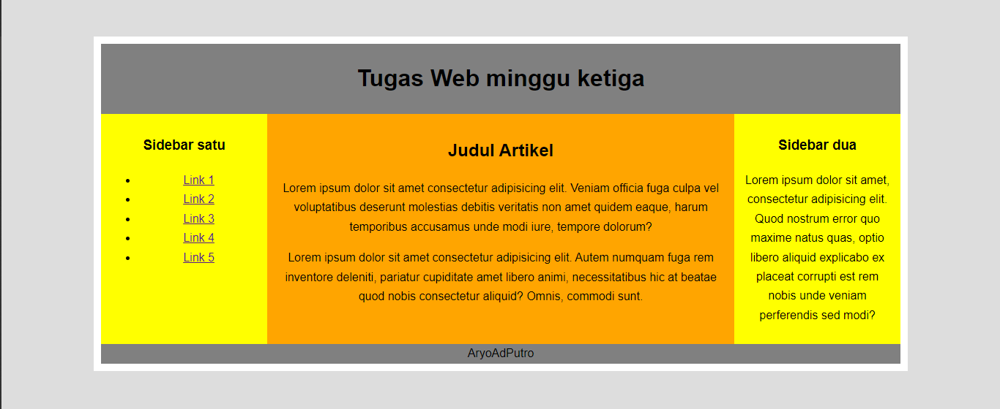 Tugas Web minggu ketiga
Sidebar satu
Link 1
Link 2
Link 3
Link 4
Link 5
Judul Artikel
Lorem ipsum dolor sit amet consectetur adipisicing elit. Veniam officia fuga culpa vel
voluptatibus deserunt molestias debitis veritatis non amet quidem eaque, harum
temporibus accusamus unde modi iure, tempore dolorum?
Lorem ipsum dolor sit amet consectetur adipisicing elit. Autem numquam fuga rem
inventore deleniti, pariatur cupiditate amet libero animi, necessitatibus hic at beatae
quod nobis consectetur aliquid? Omnis, commodi sunt.
Sidebar dua
Lorem ipsum dolor sit amet,
consectetur adipisicing elit.
Quod nostrum error quo
maxime natus quas, optio
libero aliquid explicabo ex
placeat corrupti est rem
nobis unde veniam
perferendis sed modi?
AryoAdPutro